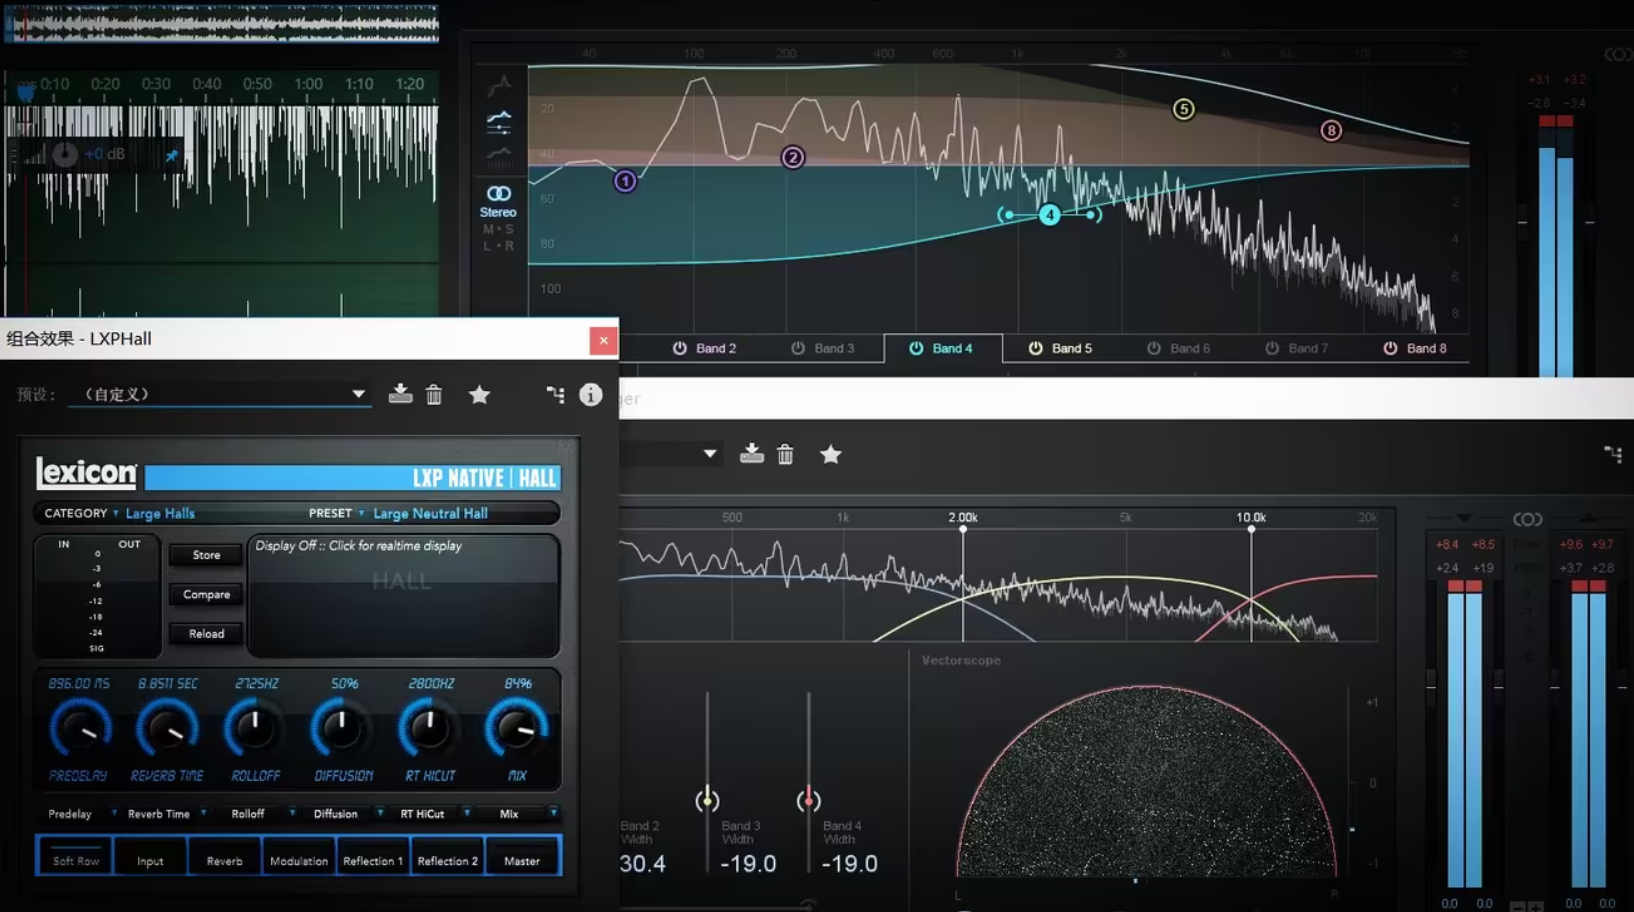 0:10 0:20 0:30 0:40 0:50 1:00 1:10 1:20
+0 dB
40 100 200 400 600 1k 2k 4k 6k
20
40
60
80
100
2
4
6
8
Stereo
M • S
L • R
1
2
4
5
8
+3.1 +3.2
-2.8 -3.4
Band 2 Band 3 Band 4 Band 5 Band 6 Band 7 Band 8
组合效果 - LXPHall
ger
预设：
（自定义）
lexicon
LXP NATIVE | HALL
CATEGORY Large Halls PRESET Large Neutral Hall
IN OUT
0
-3
-6
-12
-18
-24
SIG
Store
Compare
Reload
Display Off :: Click for realtime display
HALL
896.00 MS 8.8511 SEC 2725HZ 50% 2800HZ 84%
PREDELAY REVERB TIME ROLLOFF DIFFUSION RT HICUT MIX
Predelay Reverb Time Rolloff Diffusion RT HiCut Mix
Soft Row Input Reverb Modulation Reflection 1 Reflection 2 Master
500 1k 2.00k 5k 10.0k 20k
Vectorscope
+1
0
-1
L R
Band 2 Width
30.4
Band 3 Width
-19.0
Band 4 Width
-19.0
+8.4 +8.5
+2.4 +1.9
+9.6 +9.7
+3.7 +2.8
0.0 0.0 0.0 0.0